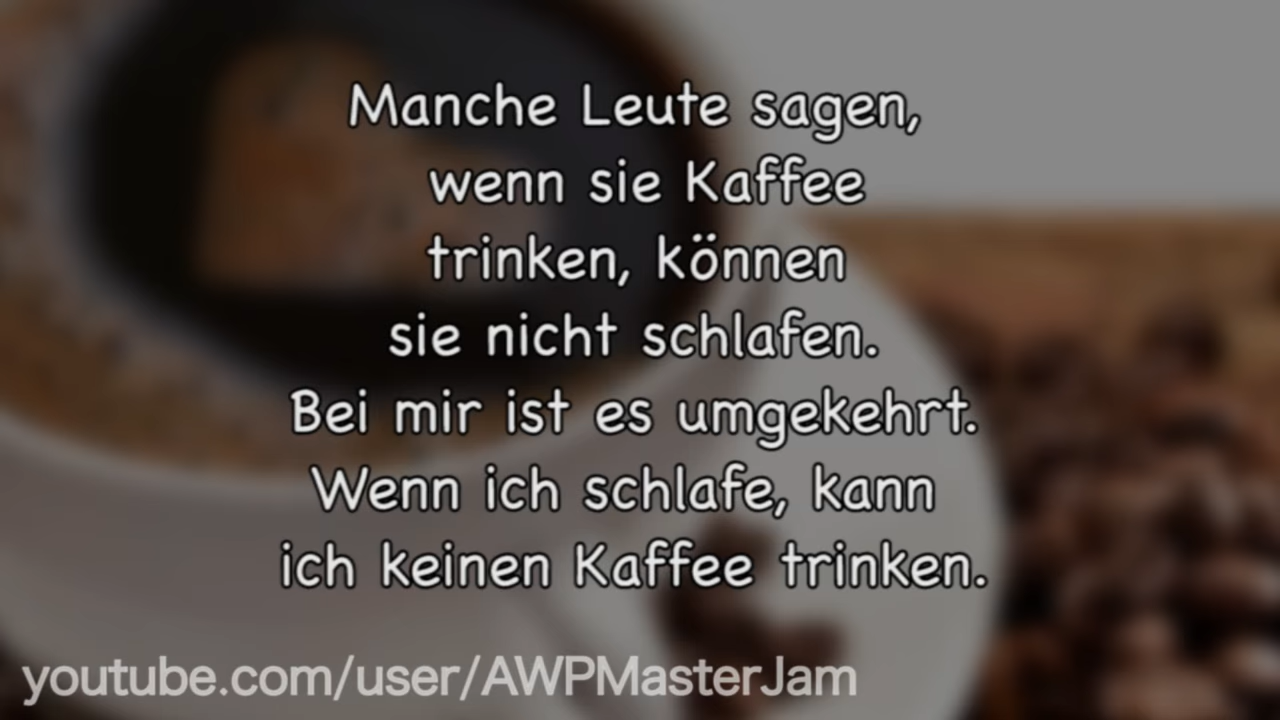 Manche Leute sagen,
wenn sie Kaffee
trinken, können
sie nicht schlafen.
Bei mir ist es umgekehrt.
Wenn ich schlafe, kann
ich keinen Kaffee trinken.
youtube.com/user/AWPMasterJam